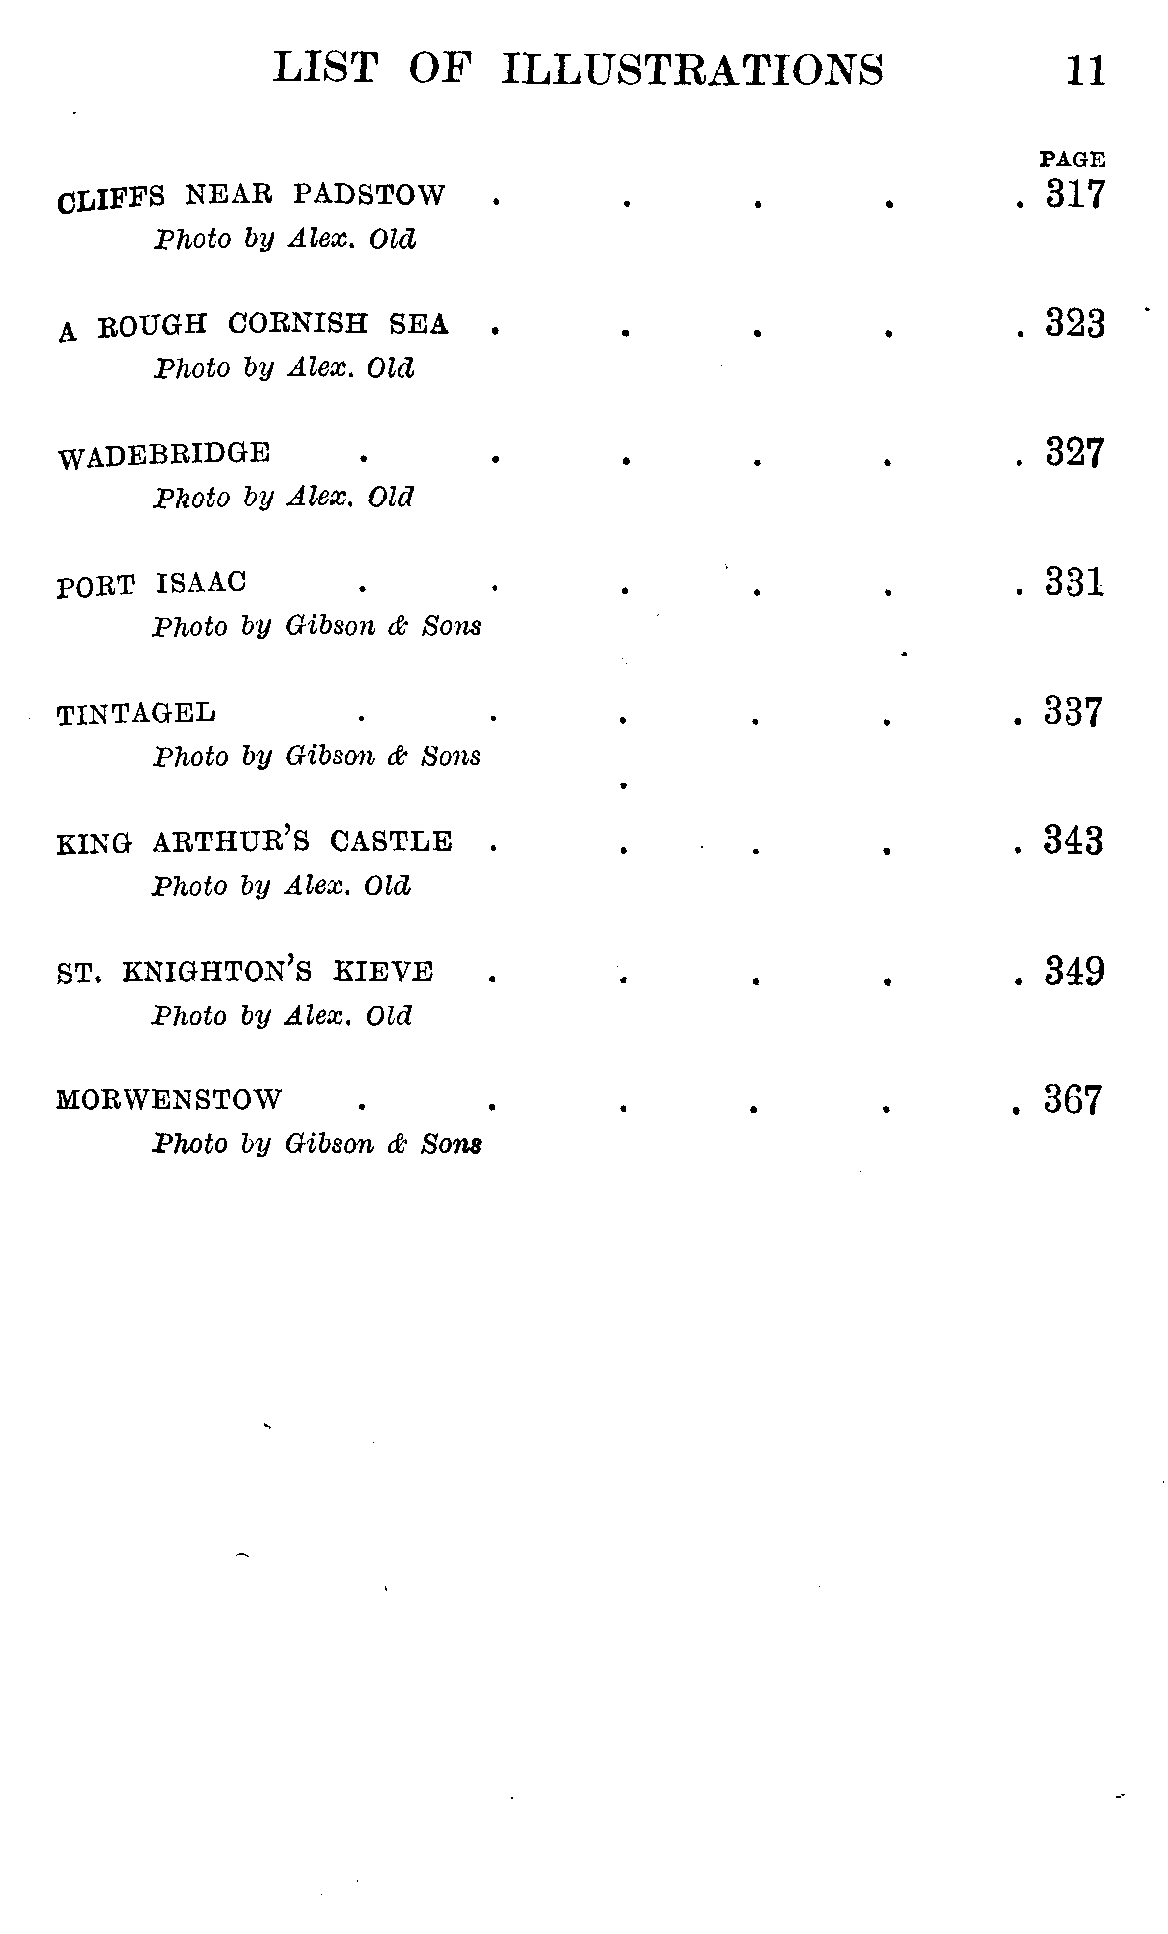 LIST OF ILLUSTRATIONS 11
PAGE
CLIFFS NEAR PADSTOW . . . . . 317
Photo by Alex. Old
A ROUGH CORNISH SEA . . . . . 323
Photo by Alex. Old
WADEBRIDGE . . . . . . 327
Photo by Alex. Old
PORT ISAAC . . . . . . 331
Photo by Gibson & Sons
TINTAGEL . . . . . . 337
Photo by Gibson & Sons
KING ARTHUR'S CASTLE . . . . . 343
Photo by Alex. Old
ST. KNIGHTON'S KIEVE . . . . . 349
Photo by Alex. Old
MORWENSTOW . . . . . . 367
Photo by Gibson & Sons